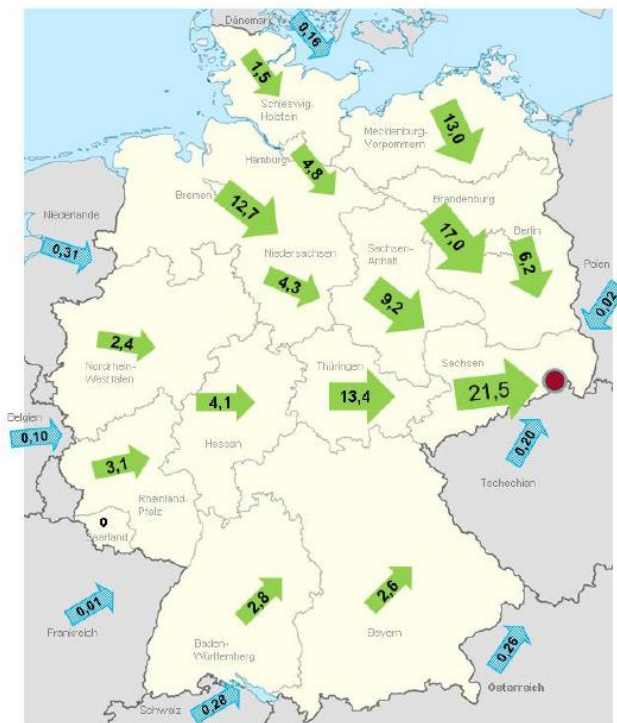 Dänemark
0,16
1,5
Schleswig-
Holstein
Mecklenburg-
Vorpommern
13,0
Hamburg
4,8
Bremen
12,7
Brandenburg
17,0
Berlin
6,2
Niederlande
0,31
Niedersachsen
4,3
Sachsen-
Anhalt
9,2
Polen
0,02
2,4
Nordrhein-
Westfalen
4,1
Hessen
Thüringen
13,4
Sachsen
21,5
Belgien
0,10
3,1
Rheinland-
Pfalz
0
Saarland
0,20
Tschechien
0,01
Frankreich
2,8
Baden-
Württemberg
2,6
Bayern
0,26
Österreich
Schweiz
0,28